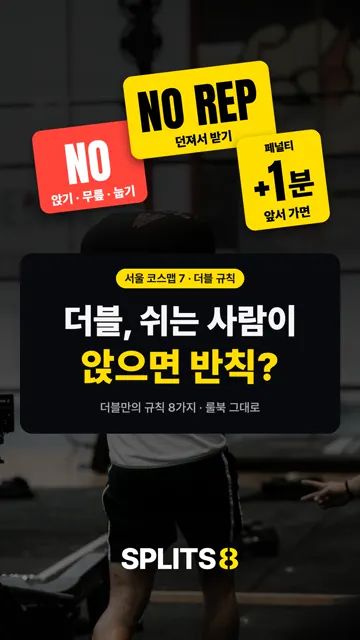 NO REP
던져서 받기
NO
앉기 · 무릎 · 눕기
페널티
+1분
앞서 가면
서울 코스맵 7 · 더블 규칙
더블, 쉬는 사람이
앉으면 반칙?
더블만의 규칙 8가지 · 룰북 그대로
SPLITS8